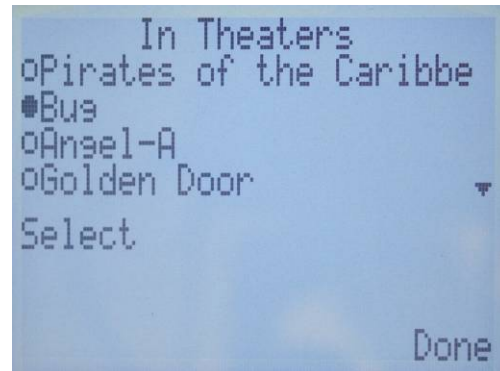 In Theaters
Pirates of the Caribbe
Bug
Angel-A
Golden Door
Select
Done